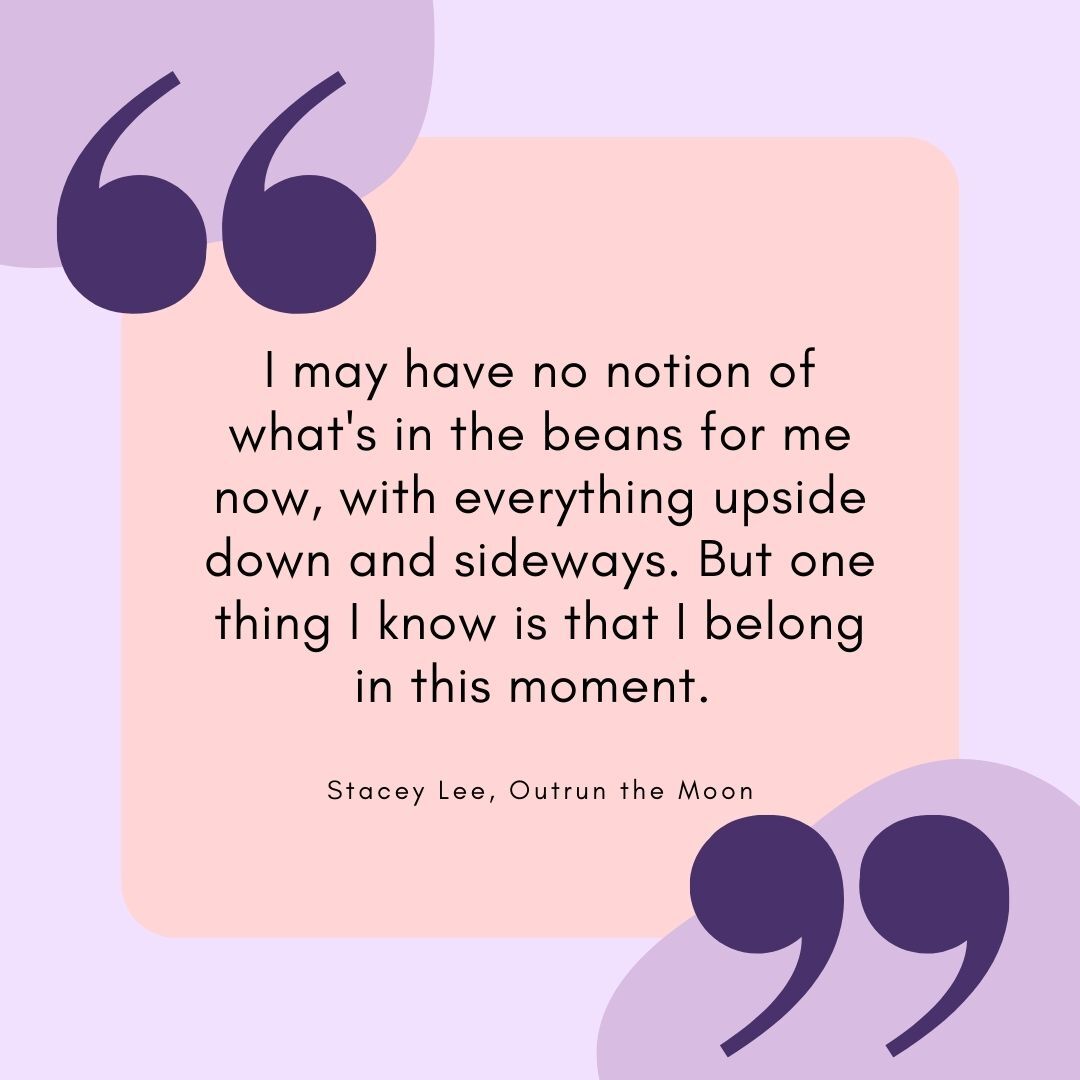 I may have no notion of
what's in the beans for me
now, with everything upside
down and sideways. But one
thing I know is that I belong
in this moment.
Stacey Lee, Outrun the Moon